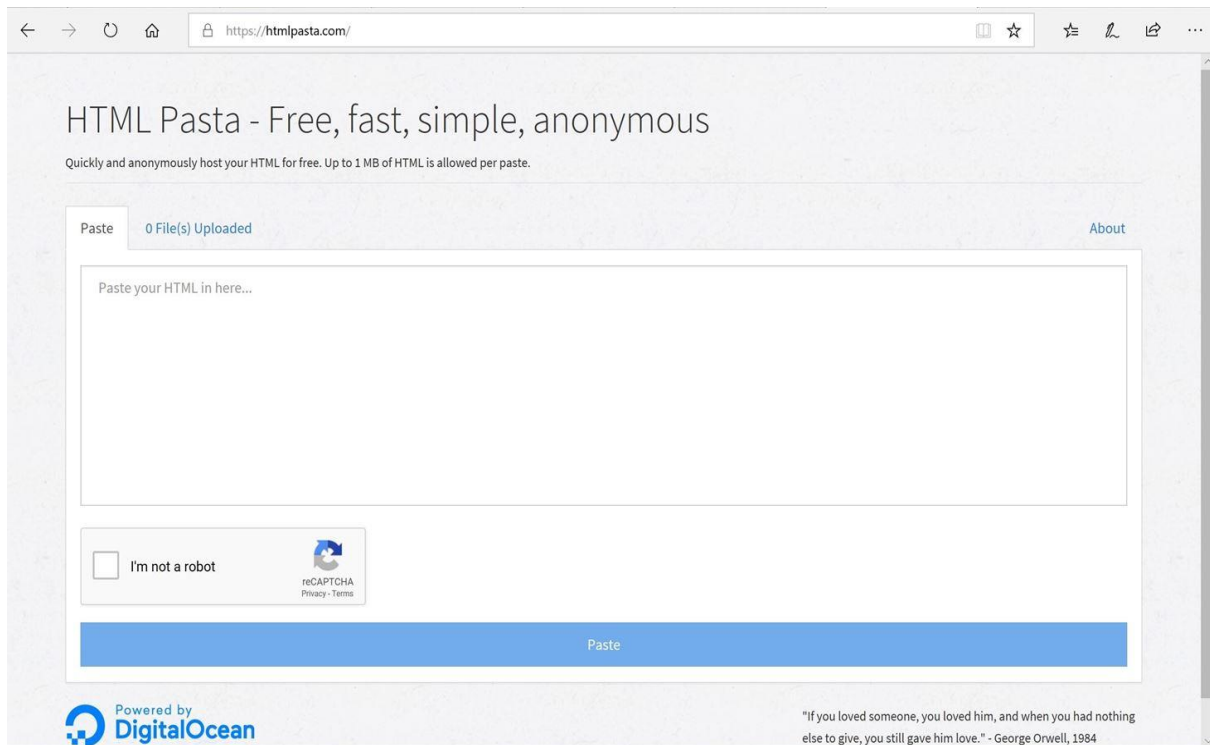 https://htmlpasta.com/
HTML Pasta - Free, fast, simple, anonymous
Quickly and anonymously host your HTML for free. Up to 1 MB of HTML is allowed per paste.
Paste 0 File(s) Uploaded About
Paste your HTML in here...
I'm not a robot
reCAPTCHA
Privacy - Terms
Paste
Powered by
DigitalOcean
"If you loved someone, you loved him, and when you had nothing
else to give, you still gave him love." - George Orwell, 1984